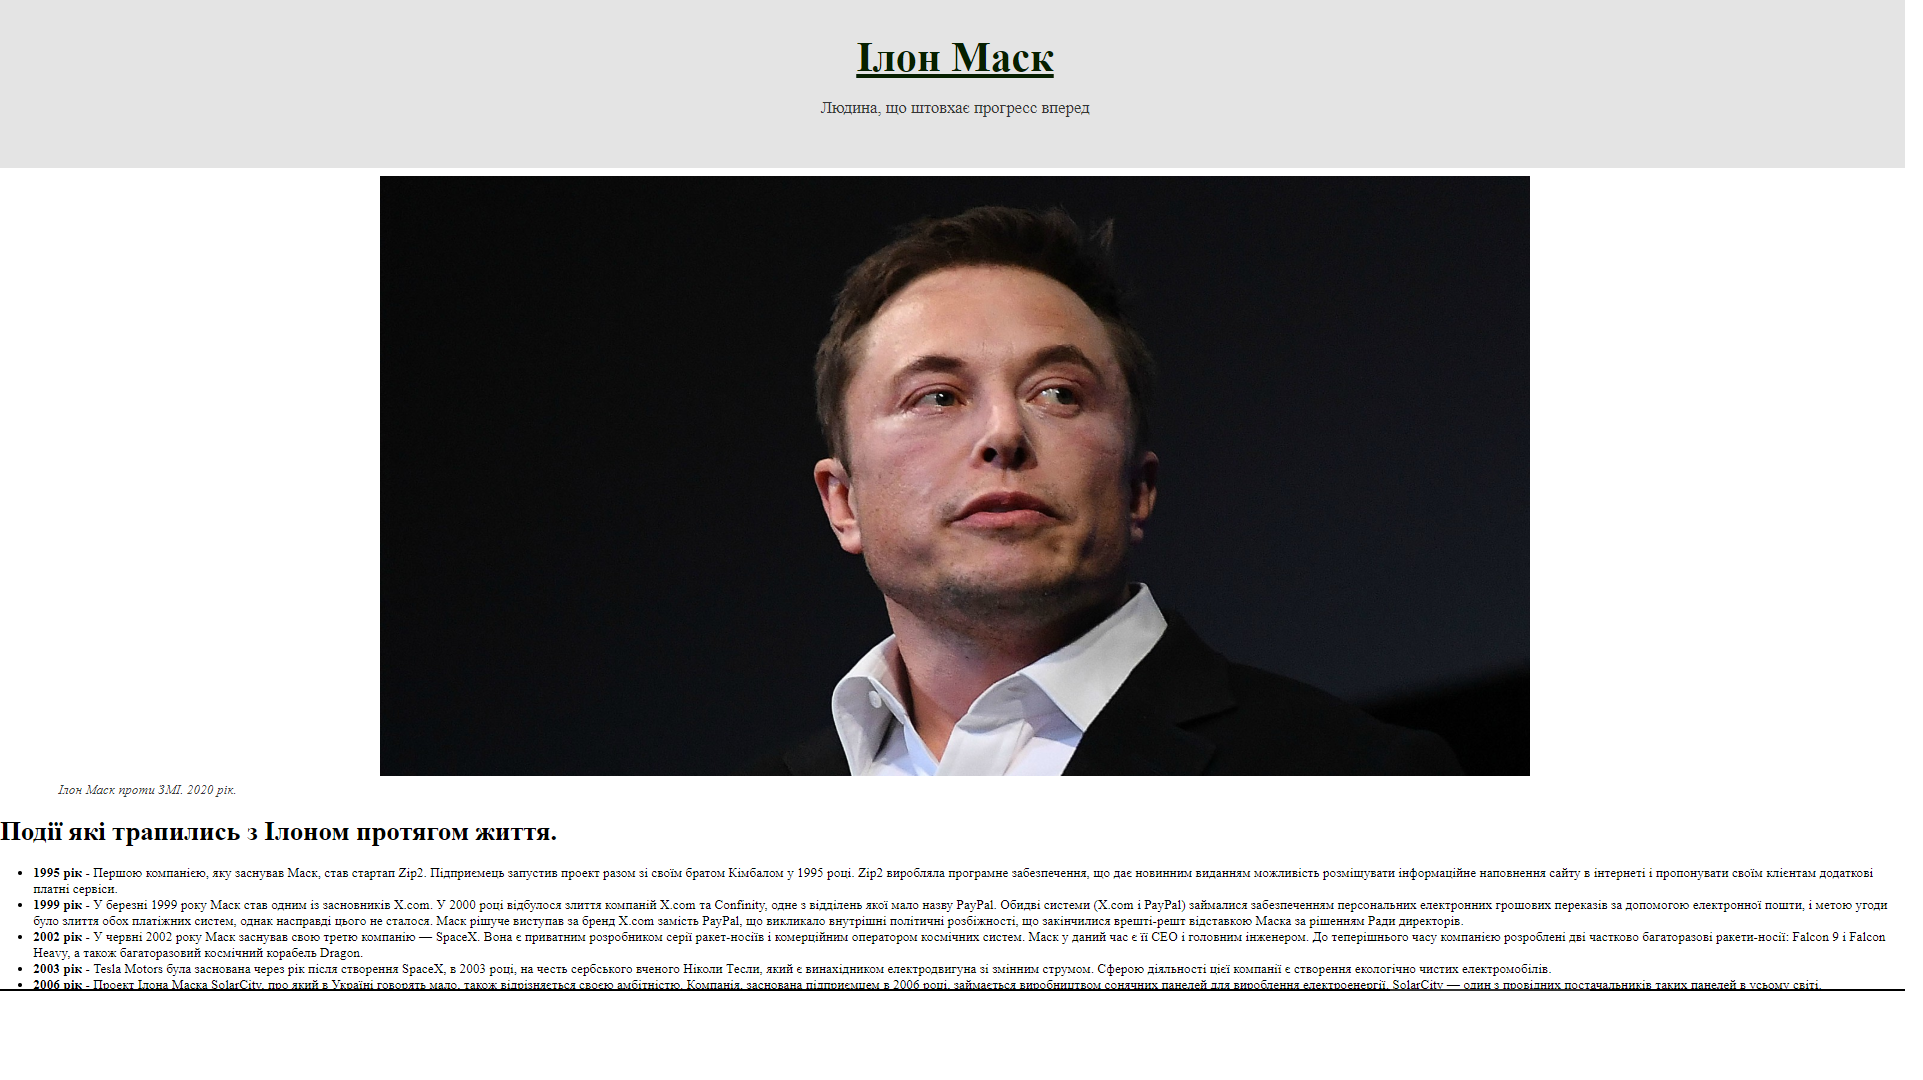 Ілон Маск
Людина, що штовхає прогресс вперед
Ілон Маск проти ЗМІ. 2020 рік.
Події які трапились з Ілоном протягом життя.
1995 рік - Першою компанією, яку заснував Маск, став стартап Zip2. Підприємець запустив проект разом зі своїм братом Кімбалом у 1995 році. Zip2 виробляла програмне забезпечення, що дає новинним виданням можливість розміщувати інформаційне наповнення сайту в інтернеті і пропонувати своїм клієнтам додаткові
платні сервіси.
1999 рік - У березні 1999 року Маск став одним із засновників X.com. У 2000 році відбулося злиття компаній X.com та Confinity, одне з відділень якої мало назву PayPal. Обидві системи (X.com і PayPal) займалися забезпеченням персональних електронних грошових переказів за допомогою електронної пошти, і метою угоди
було злиття обох платіжних систем, однак насправді цього не сталося. Маск рішуче виступав за бренд X.com замість PayPal, що викликало внутрішні політичні розбіжності, що закінчилися врешті-решт відставкою Маска за рішенням Ради директорів.
2002 рік - У червні 2002 року Маск заснував свою третю компанію — SpaceX. Вона є приватним розробником серії ракет-носіїв і комерційним оператором космічних систем. Маск у даний час є її CEO і головним інженером. До теперішнього часу компанією розроблені дві частково багаторазові ракети-носії: Falcon 9 і Falcon
Heavy, а також багаторазовий космічний корабель Dragon.
2003 рік - Tesla Motors була заснована через рік після створення SpaceX, в 2003 році, на честь сербського вченого Ніколи Тесли, який є винахідником електродвигуна зі змінним струмом. Сферою діяльності цієї компанії є створення екологічно чистих електромобілів.
2006 рік - Проект Ілона Маска SolarCity, про який в Україні говорять мало, також відрізняється своєю амбітністю. Компанія, заснована підприємцем в 2006 році, займається виробництвом сонячних панелей для вироблення електроенергії. SolarCity — один з провідних постачальників таких панелей в усьому світі.